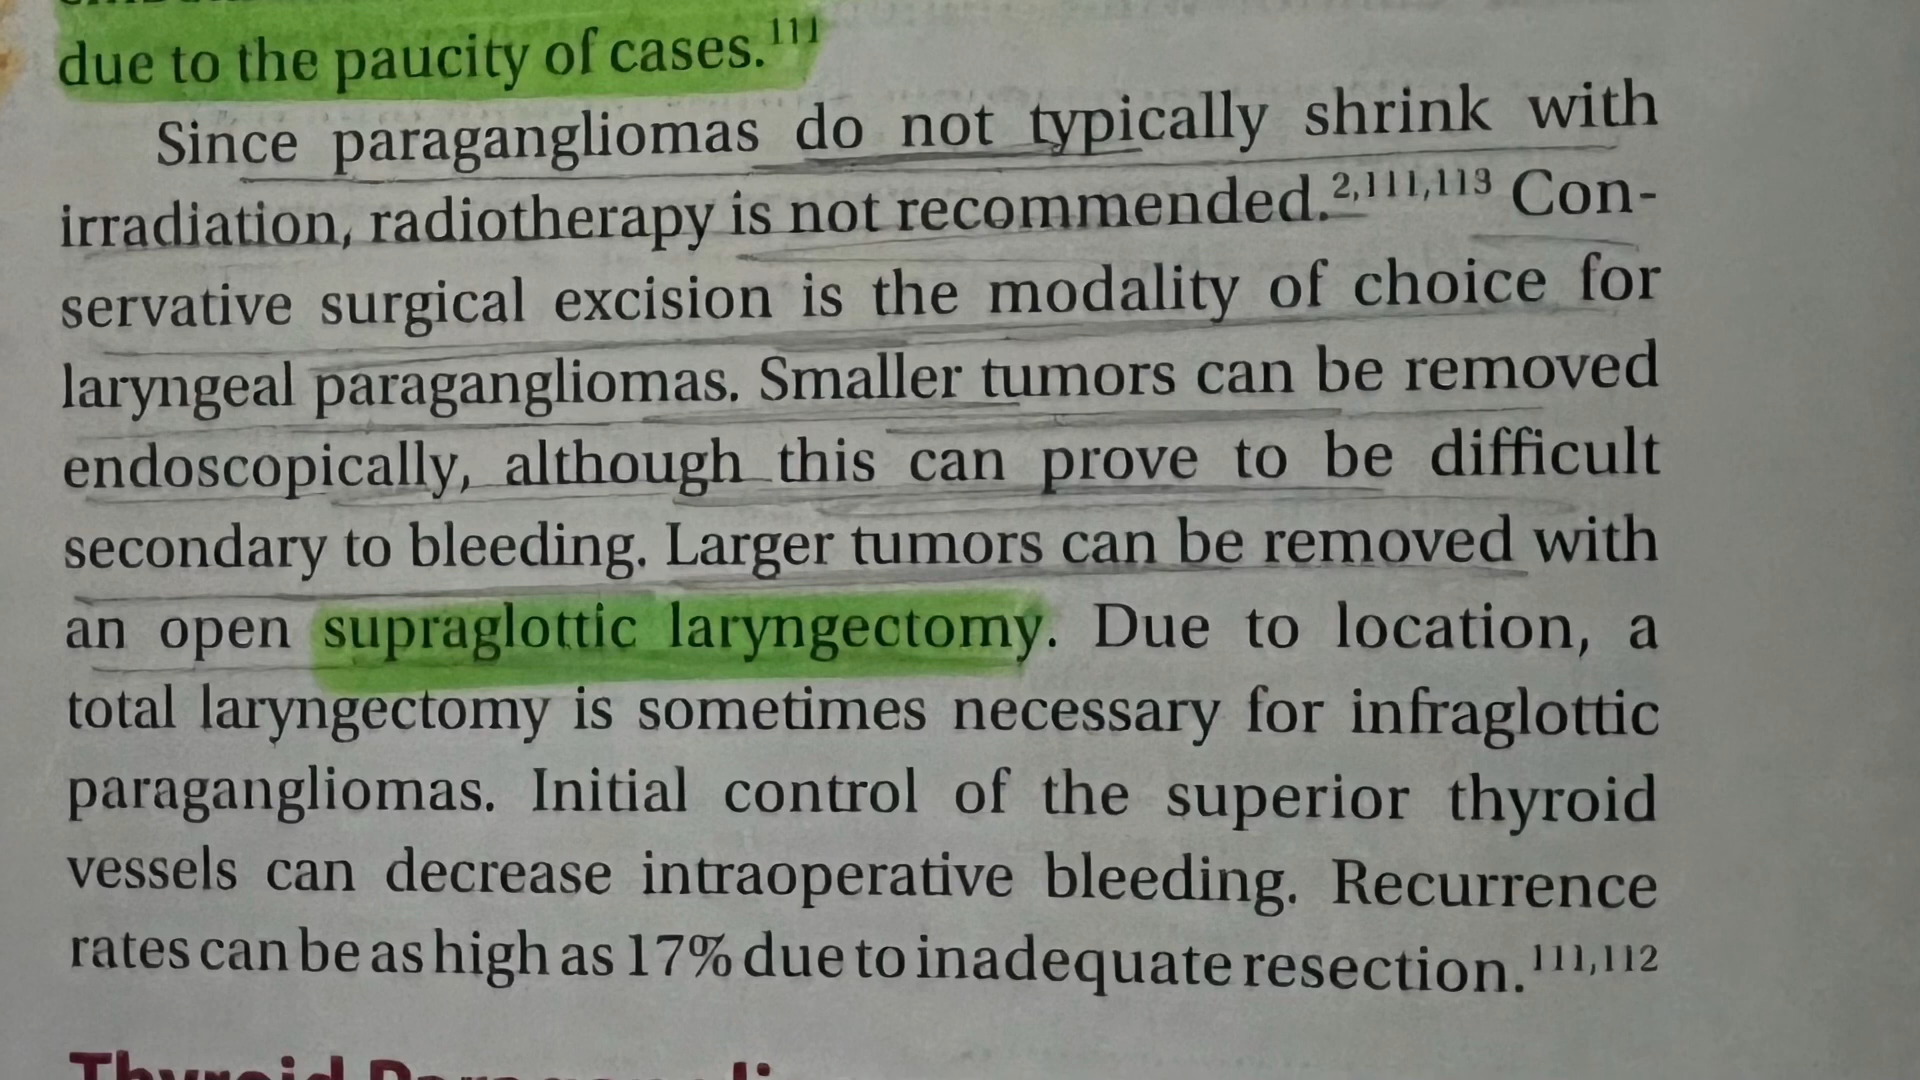 due to the paucity of cases.111
Since paragangliomas do not typically shrink with
irradiation, radiotherapy is not recommended.2,111,113 Con-
servative surgical excision is the modality of choice for
laryngeal paragangliomas. Smaller tumors can be removed
endoscopically, although this can prove to be difficult
secondary to bleeding. Larger tumors can be removed with
an open supraglottic laryngectomy. Due to location, a
total laryngectomy is sometimes necessary for infraglottic
paragangliomas. Initial control of the superior thyroid
vessels can decrease intraoperative bleeding. Recurrence
rates can be as high as 17% due to inadequate resection.111,112
Thyroid